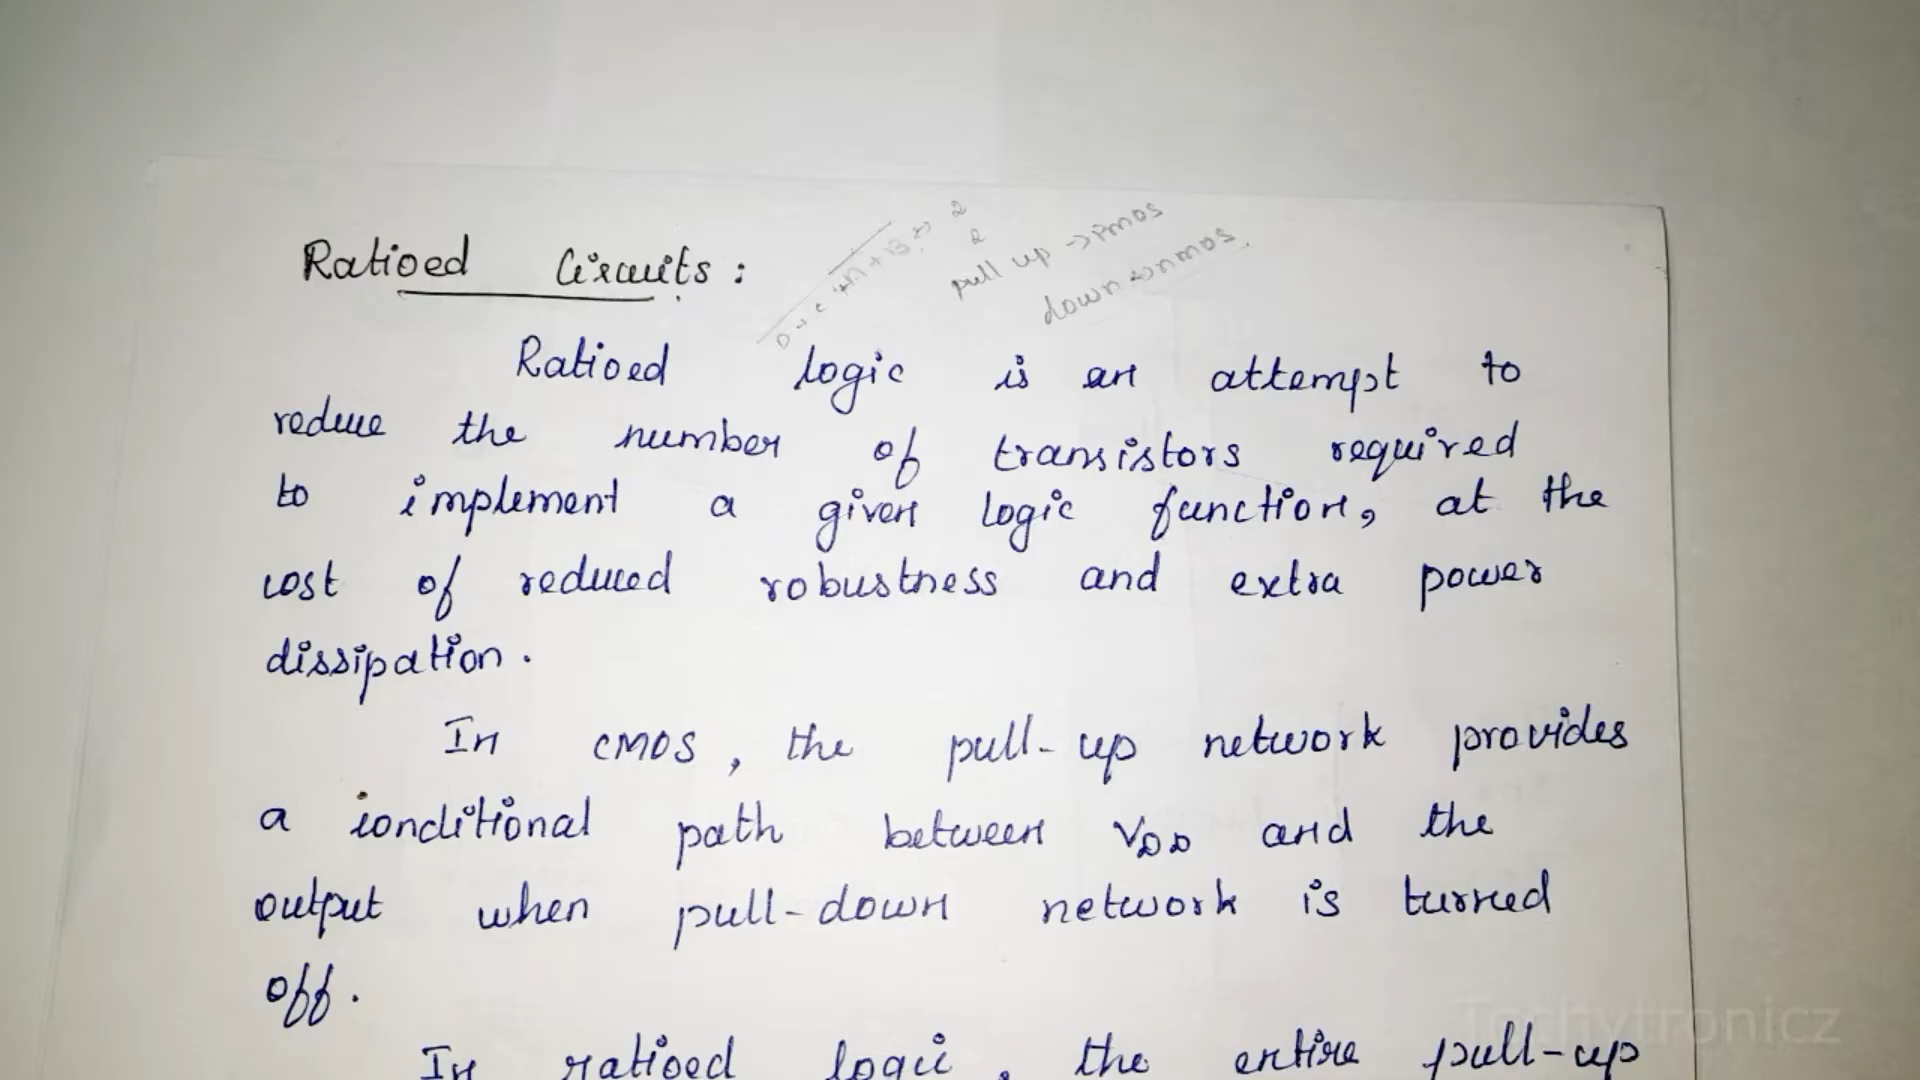 Ratioed Circuits :
pull up -> Pmos
down -> nmos
Ratioed logic is an attempt to
reduce the number of transistors required
to implement a given logic function, at the
cost of reduced robustness and extra power
dissipation.
In CMOS, the pull-up network provides
a conditional path between VDD and the
output when pull-down network is turned
off.
In ratioed logic, the entire pull-up
Techytronicz